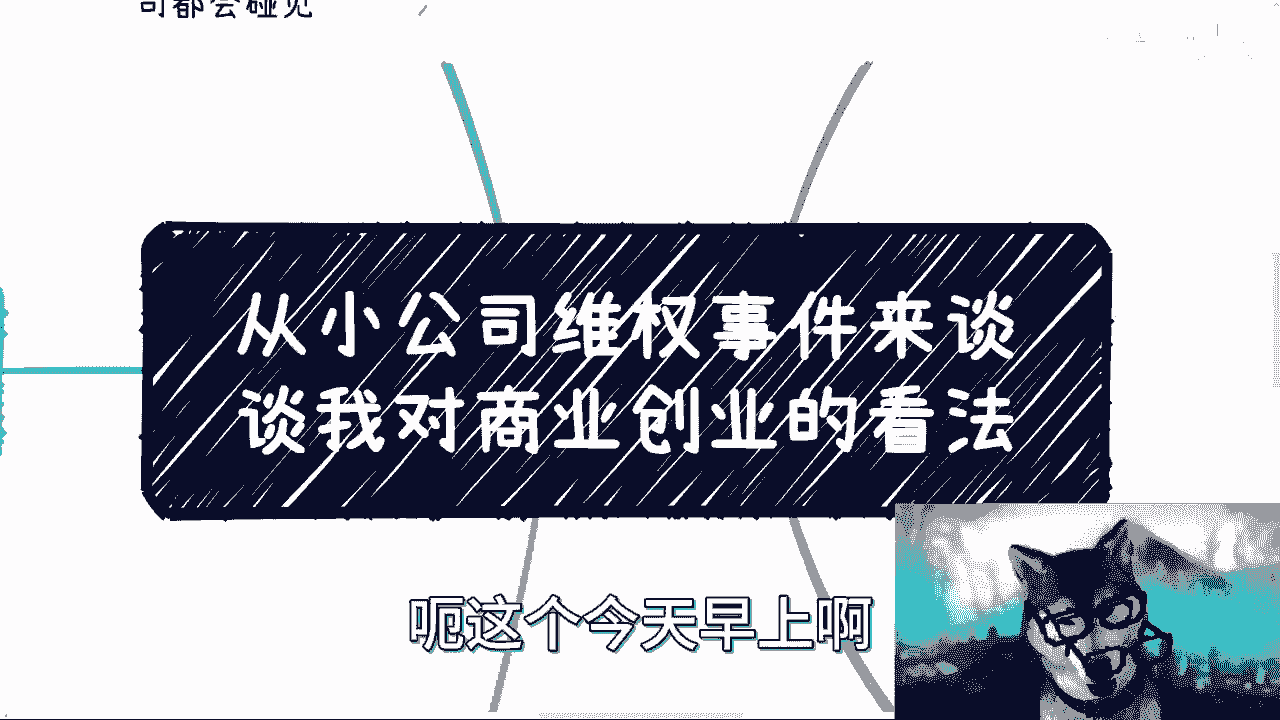 司都会碰见
从小公司维权事件来谈
谈我对商业创业的看法
呃这个今天早上啊